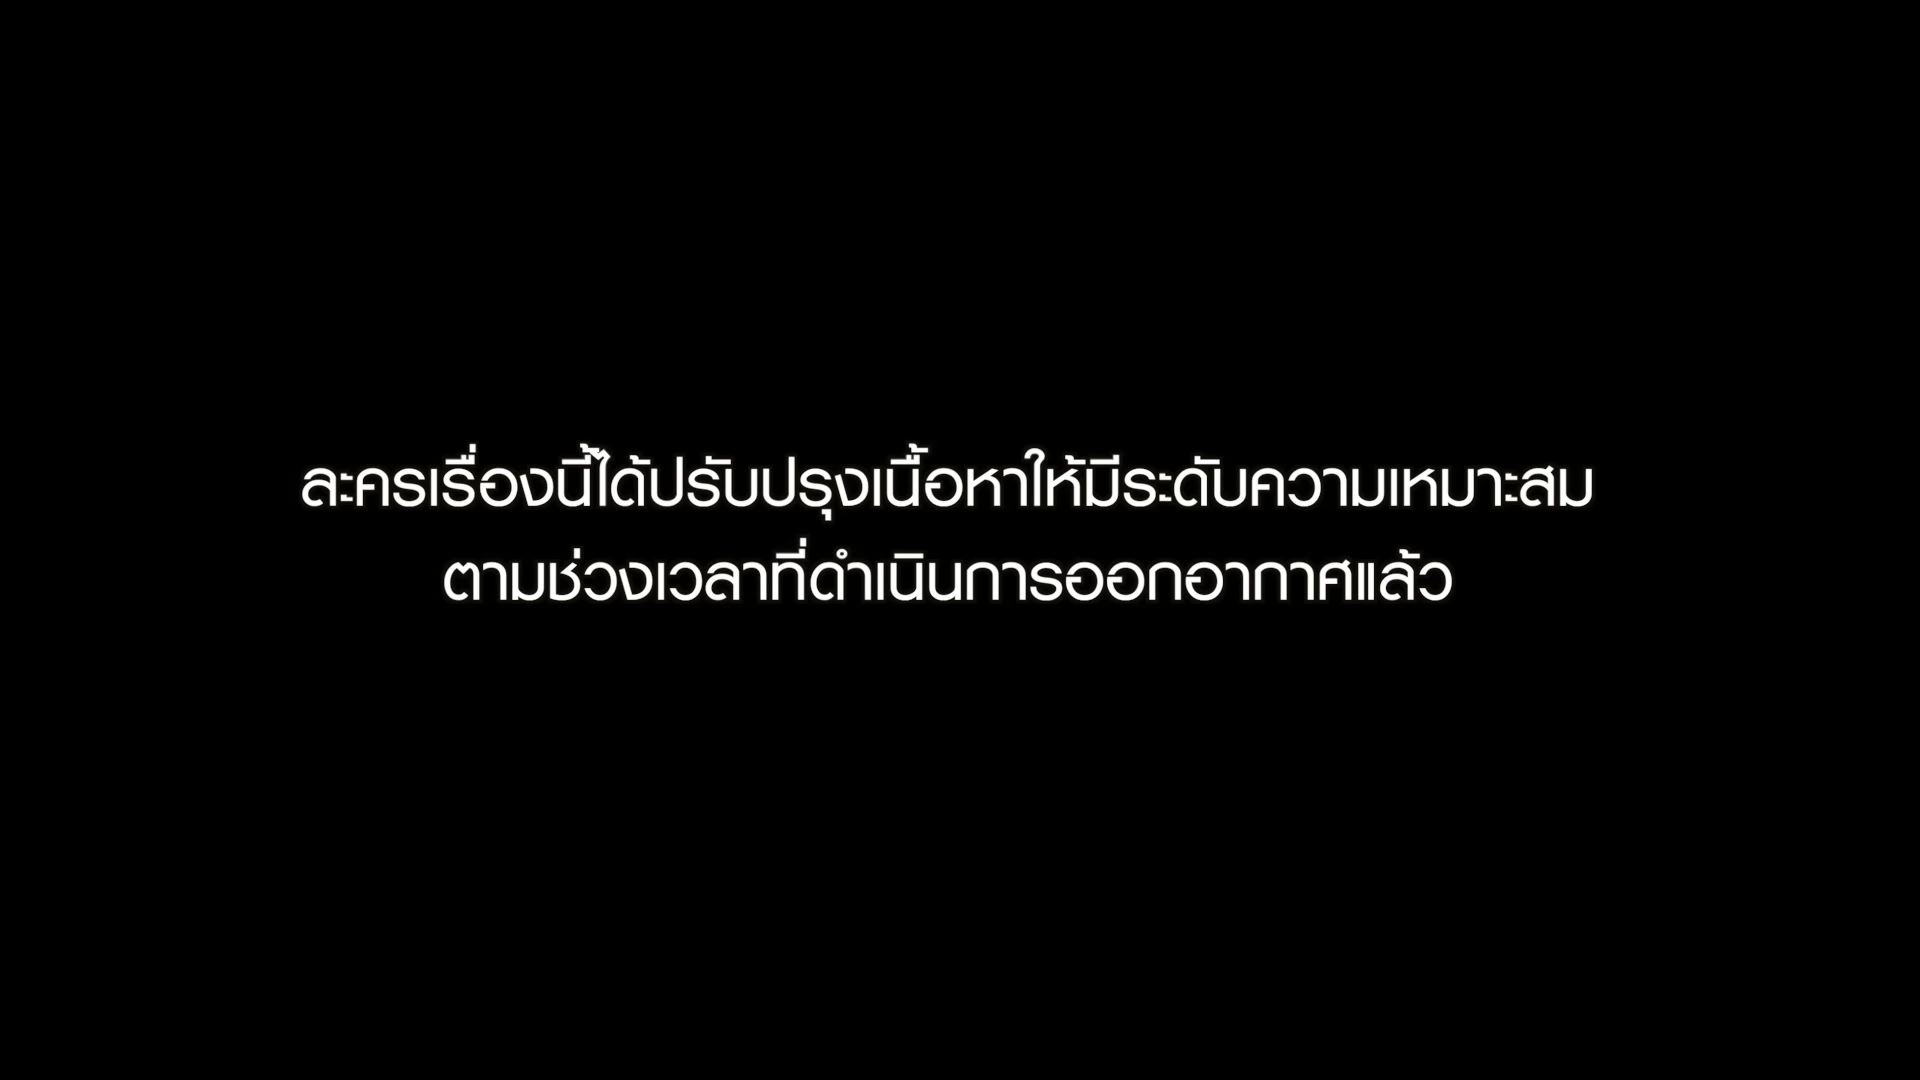 ละครเรื่องนี้ได้ปรับปรุงเนื้อหาให้มีระดับความเหมาะสม
ตามช่วงเวลาที่ดำเนินการออกอากาศแล้ว